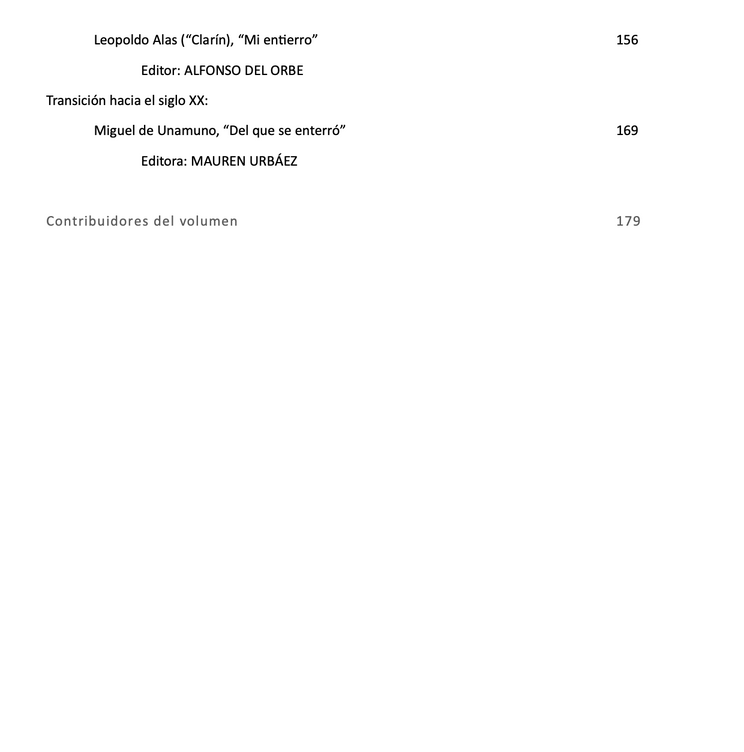 Leopoldo Alas (“Clarín), “Mi entierro” 156
Editor: ALFONSO DEL ORBE
Transición hacia el siglo XX:
Miguel de Unamuno, “Del que se enterró” 169
Editora: MAUREN URBÁEZ
Contribuidores del volumen 179